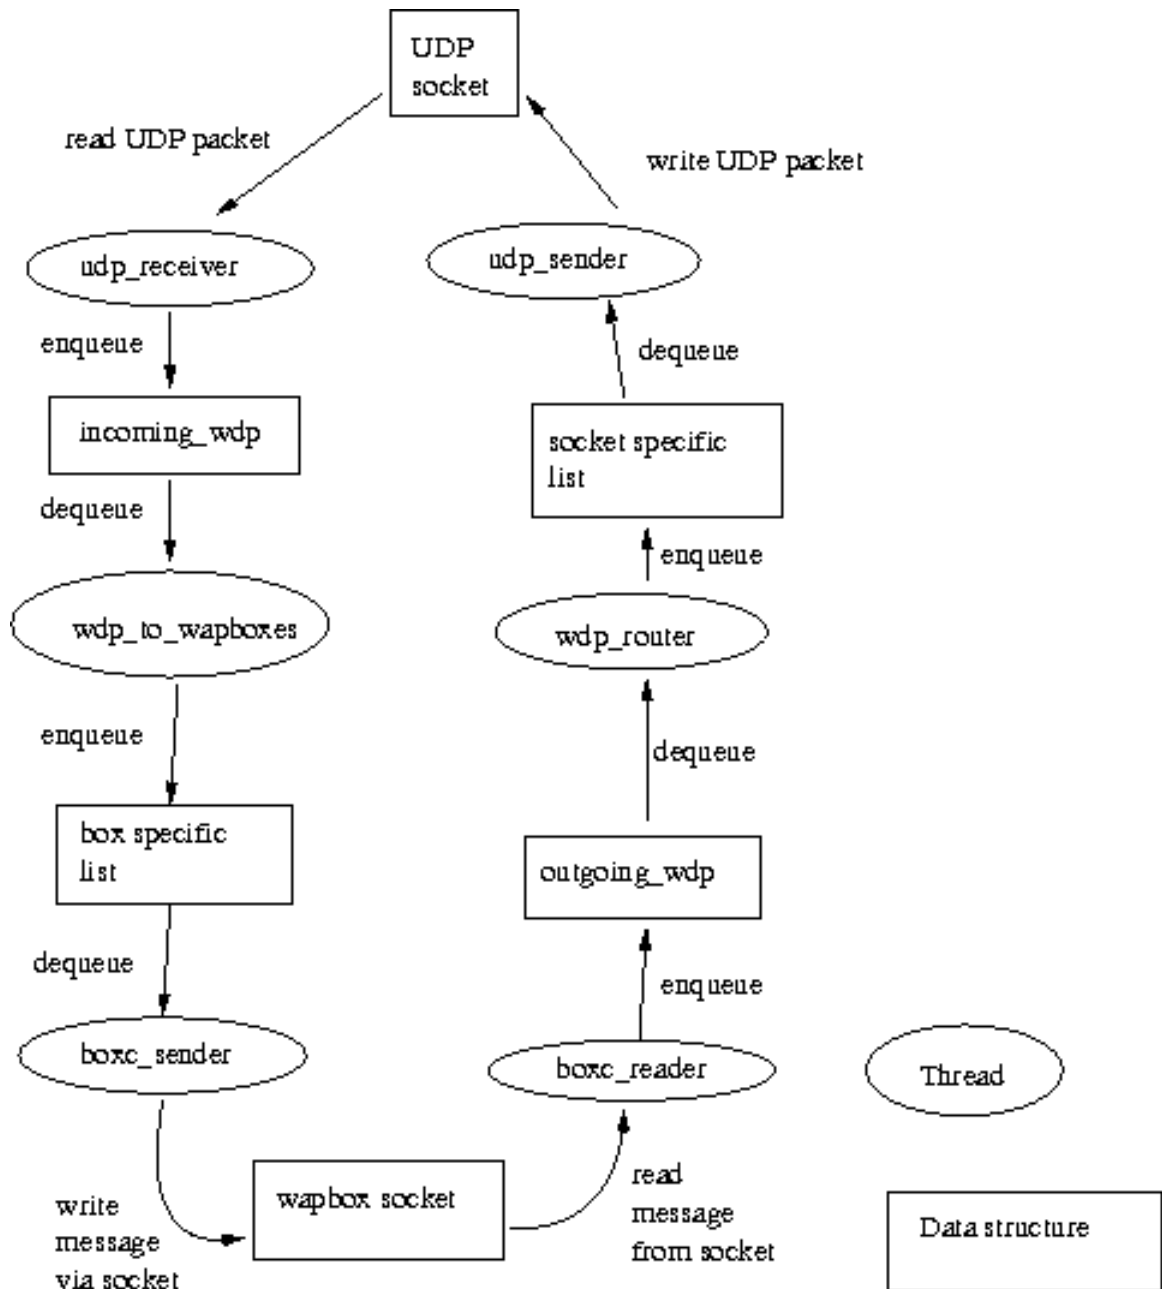 UDP
socket
read UDP packet
write UDP packet
udp_receiver
udp_sender
enqueue
dequeue
incoming_wdp
socket specific
list
dequeue
enqueue
wdp_to_wapboxes
wdp_router
enqueue
dequeue
box specific
list
outgoing_wdp
dequeue
enqueue
boxc_sender
boxc_reader
Thread
wapbox socket
read
message
from socket
write
message
via socket
Data structure